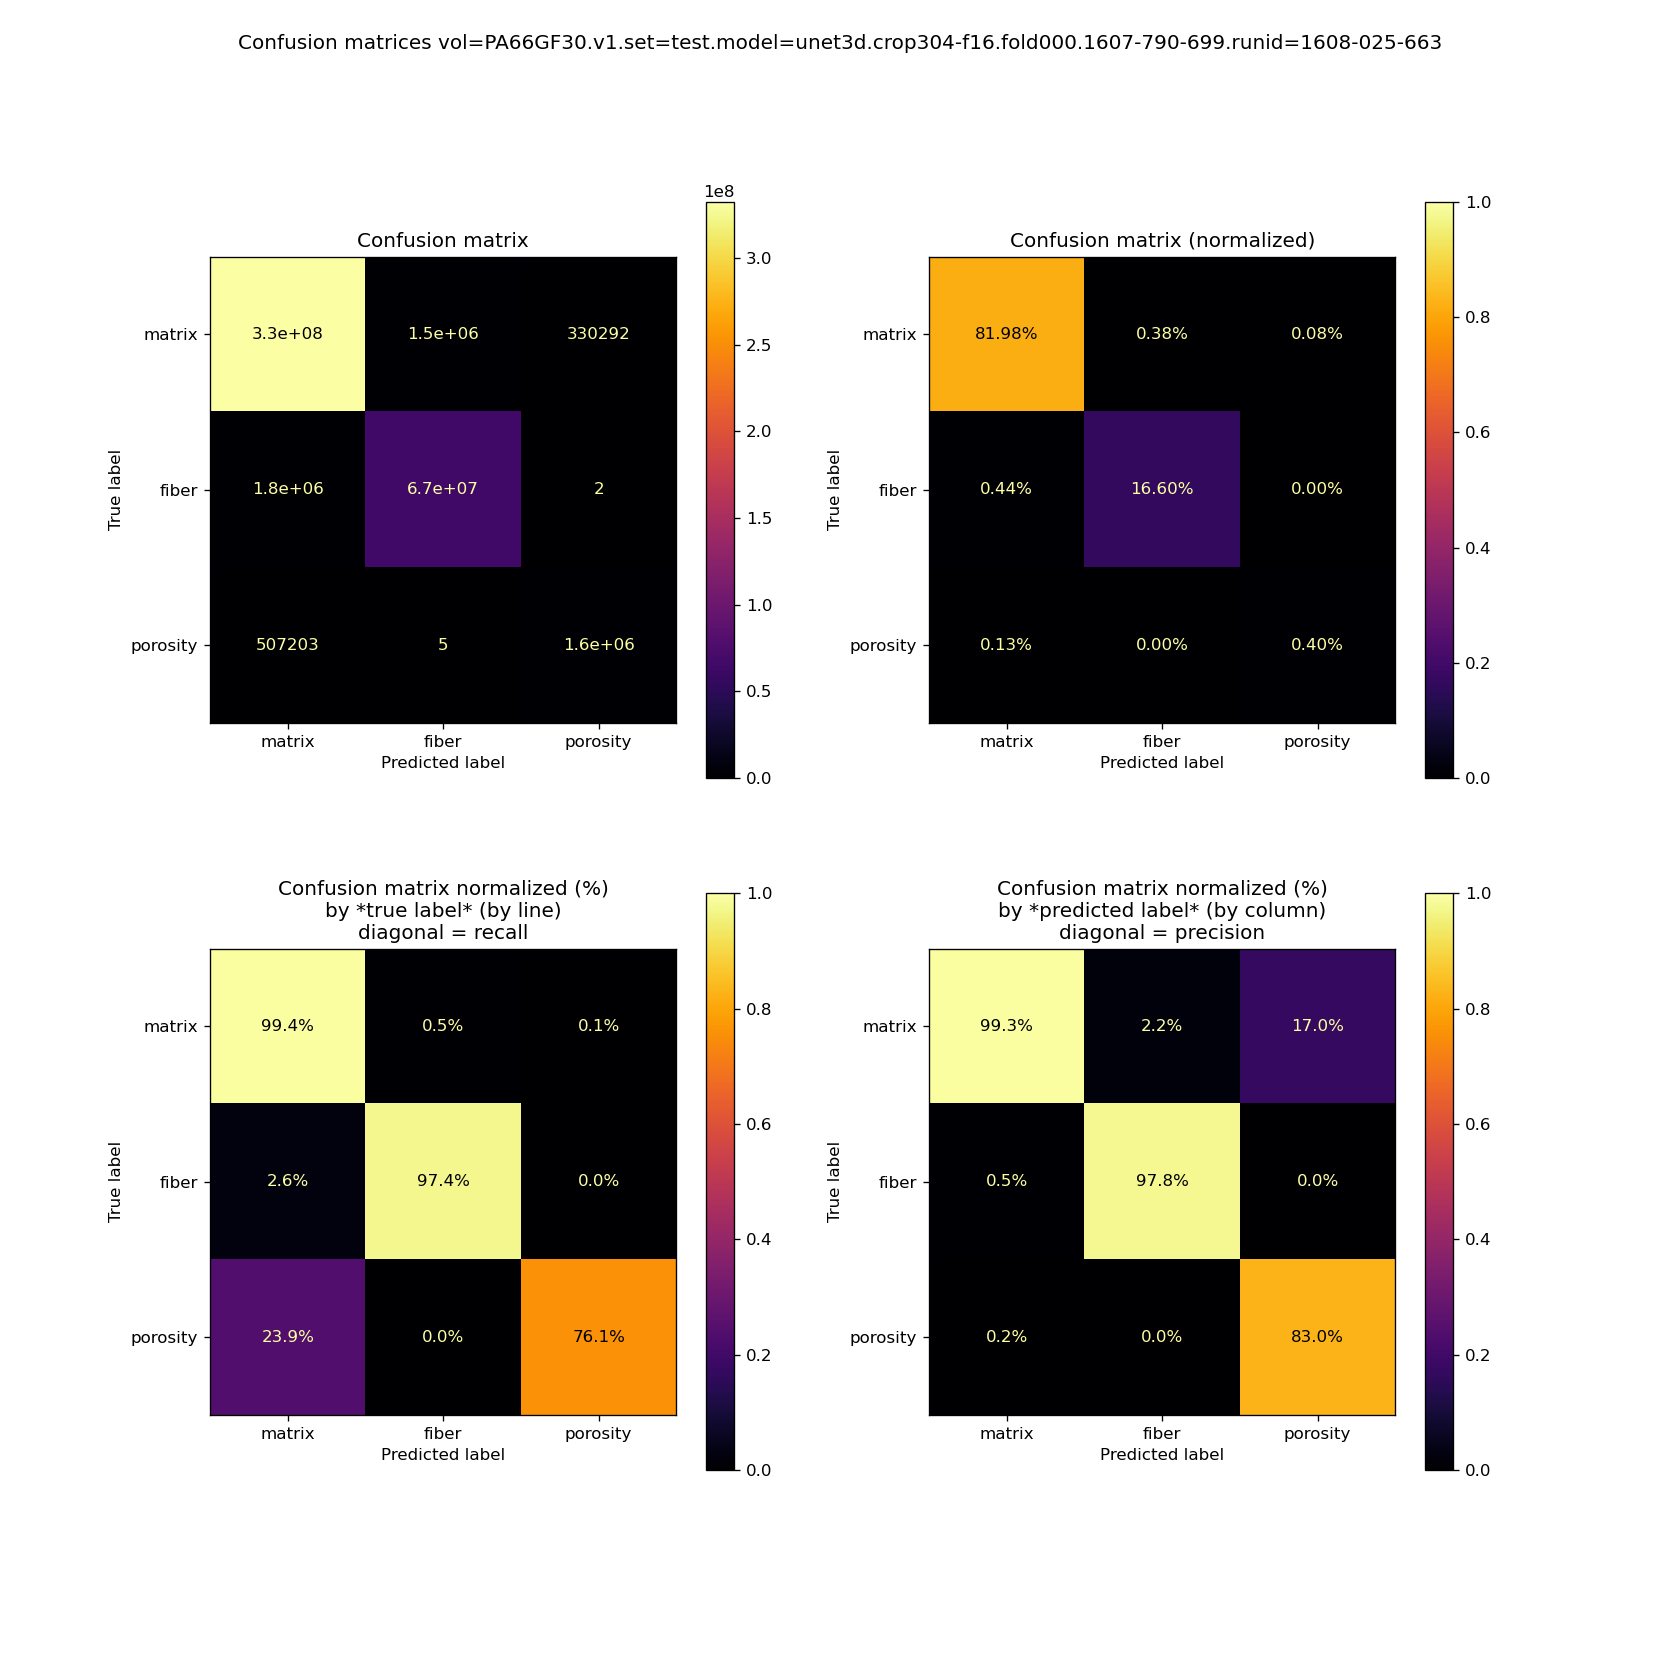 Confusion matrices vol=PA66GF30.v1.set=test.model=unet3d.crop304-f16.fold000.1607-790-699.runid=1608-025-663
Confusion matrix
1e8
matrix 3.3e+08 1.5e+06 330292
fiber 1.8e+06 6.7e+07 2
porosity 507203 5 1.6e+06
matrix fiber porosity
Predicted label
True label
3.0
2.5
2.0
1.5
1.0
0.5
0.0
Confusion matrix (normalized)
matrix 81.98% 0.38% 0.08%
fiber 0.44% 16.60% 0.00%
porosity 0.13% 0.00% 0.40%
matrix fiber porosity
Predicted label
True label
1.0
0.8
0.6
0.4
0.2
0.0
Confusion matrix normalized (%)
by *true label* (by line)
diagonal = recall
matrix 99.4% 0.5% 0.1%
fiber 2.6% 97.4% 0.0%
porosity 23.9% 0.0% 76.1%
matrix fiber porosity
Predicted label
True label
1.0
0.8
0.6
0.4
0.2
0.0
Confusion matrix normalized (%)
by *predicted label* (by column)
diagonal = precision
matrix 99.3% 2.2% 17.0%
fiber 0.5% 97.8% 0.0%
porosity 0.2% 0.0% 83.0%
matrix fiber porosity
Predicted label
True label
1.0
0.8
0.6
0.4
0.2
0.0